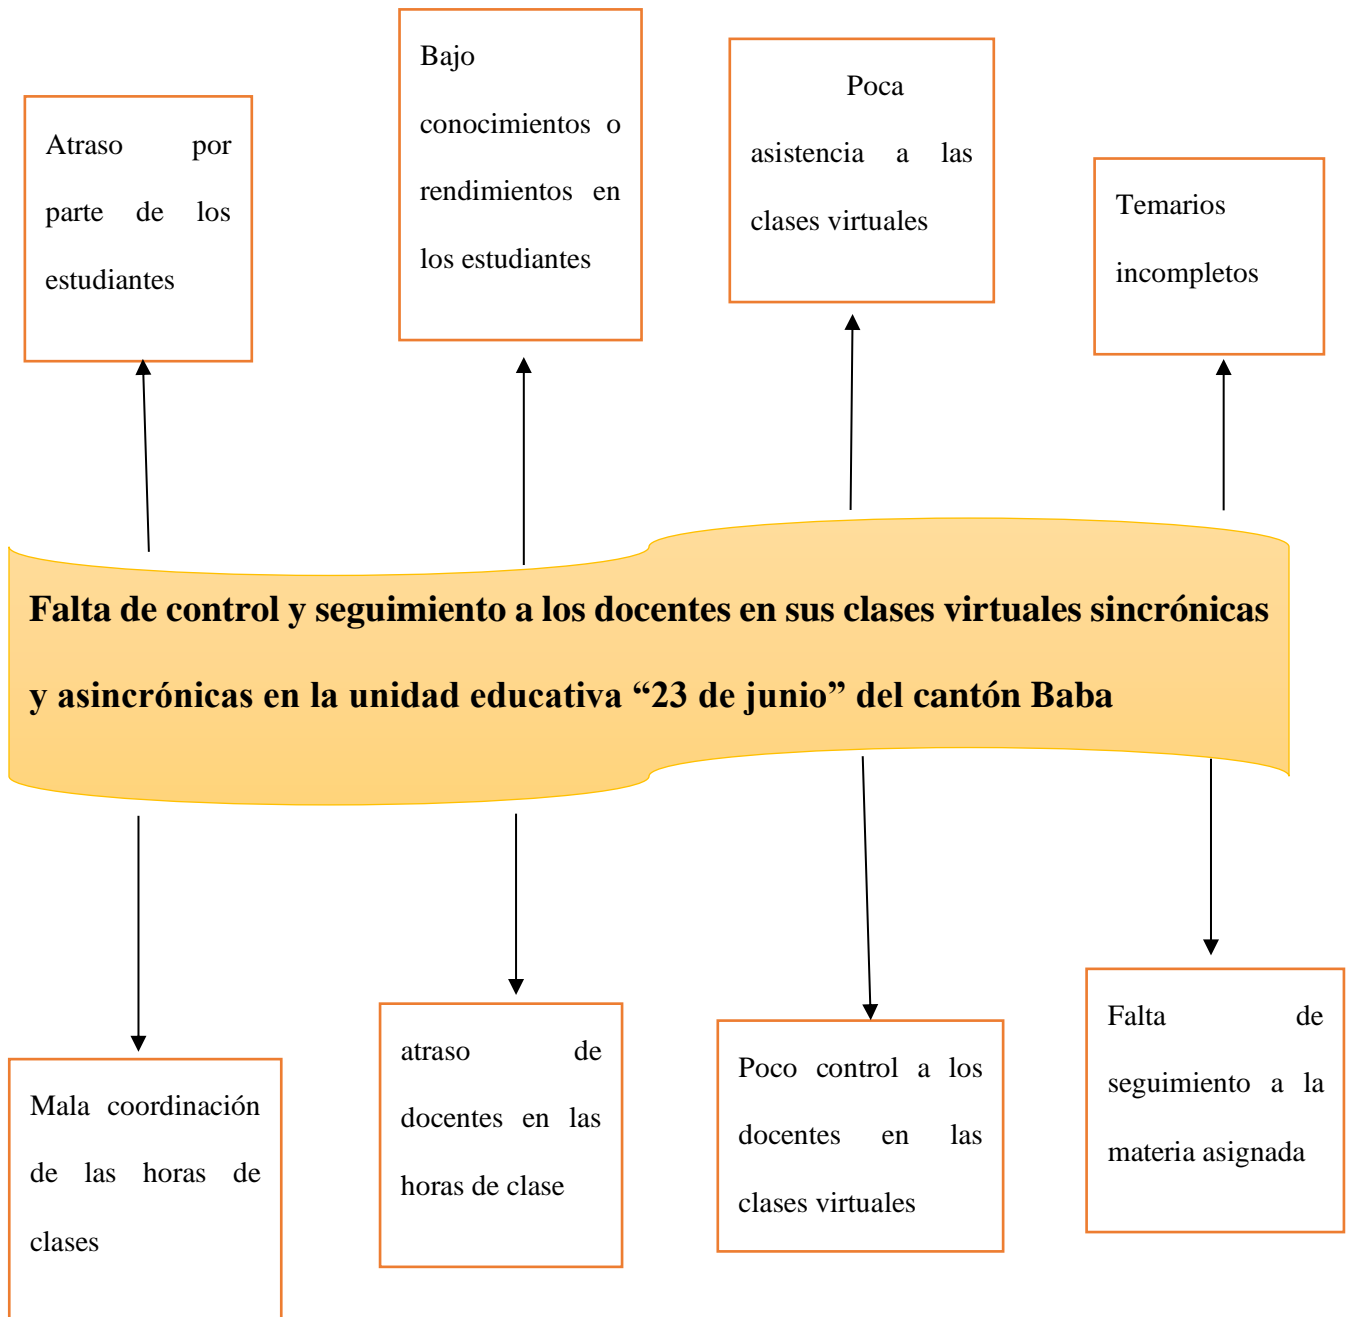 Atraso por
parte de los
estudiantes
Bajo
conocimientos o
rendimientos en
los estudiantes
Poca
asistencia a las
clases virtuales
Temarios
incompletos
Falta de control y seguimiento a los docentes en sus clases virtuales sincrónicas
y asincrónicas en la unidad educativa “23 de junio” del cantón Baba
Mala coordinación
de las horas de
clases
atraso de
docentes en las
horas de clase
Poco control a los
docentes en las
clases virtuales
Falta de
seguimiento a la
materia asignada